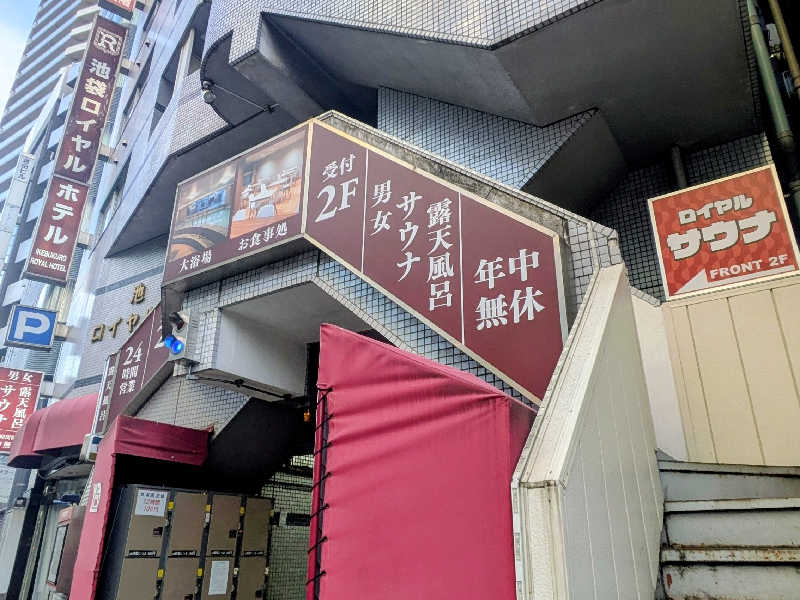 R
池袋ロイヤルホテル
IKEBUKURO
ROYAL HOTEL
P
男女
サウナ
露天風呂
池
ロイヤ
24
時間
営業
大浴場
お食事処
受付
2F
男女
サウナ
露天風呂
年中
無休
ロイヤル
サウナ
FRONT 2F